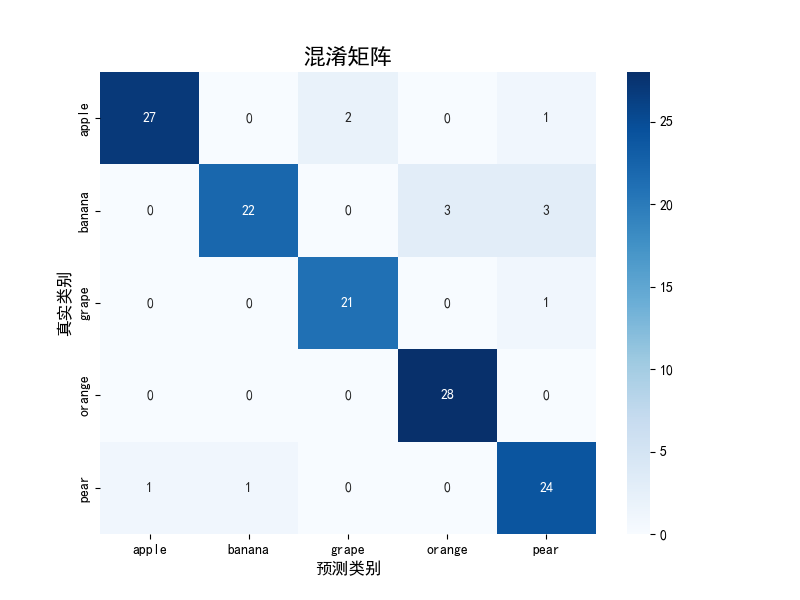 混淆矩阵
真实类别
apple 27 0 2 0 1
banana 0 22 0 3 3
grape 0 0 21 0 1
orange 0 0 0 28 0
pear 1 1 0 0 24
apple banana grape orange pear
预测类别
25
20
15
10
5
0